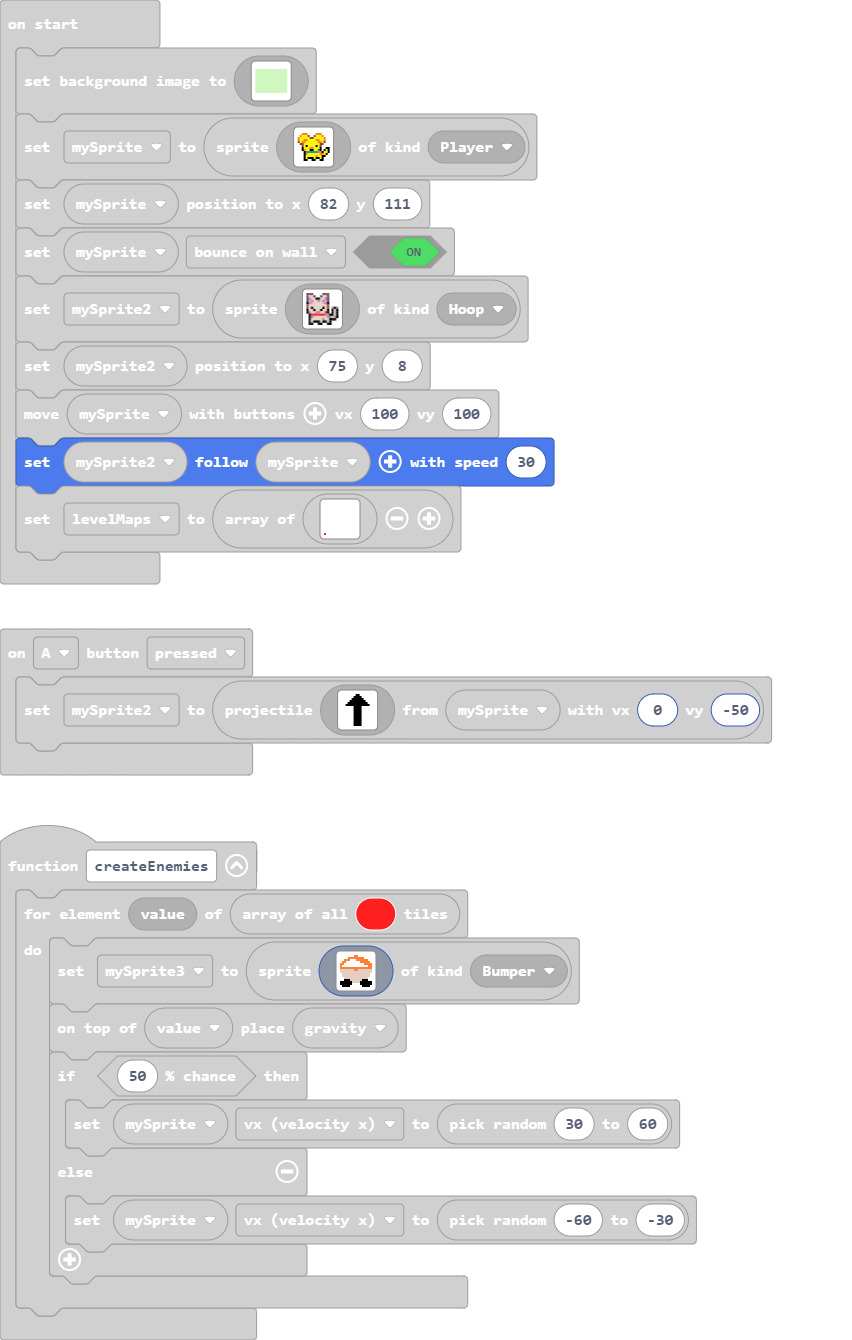 on start
set background image to
set mySprite to sprite of kind Player
set mySprite position to x 82 y 111
set mySprite bounce on wall ON
set mySprite2 to sprite of kind Hoop
set mySprite2 position to x 75 y 8
move mySprite with buttons vx 100 vy 100
set mySprite2 follow mySprite with speed 30
set levelMaps to array of
on A button pressed
set mySprite2 to projectile from mySprite with vx 0 vy -50
function createEnemies
for element value of array of all tiles
do
set mySprite3 to sprite of kind Bumper
on top of value place gravity
if 50 % chance then
set mySprite vx (velocity x) to pick random 30 to 60
else
set mySprite vx (velocity x) to pick random -60 to -30